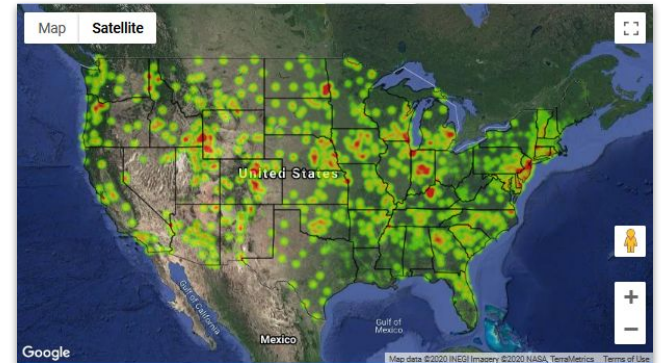 Map Satellite
United States
Gulf of California
Mexico
Gulf of Mexico
Google
Map data ©2020 INEGI Imagery ©2020 NASA, TerraMetrics Terms of Use